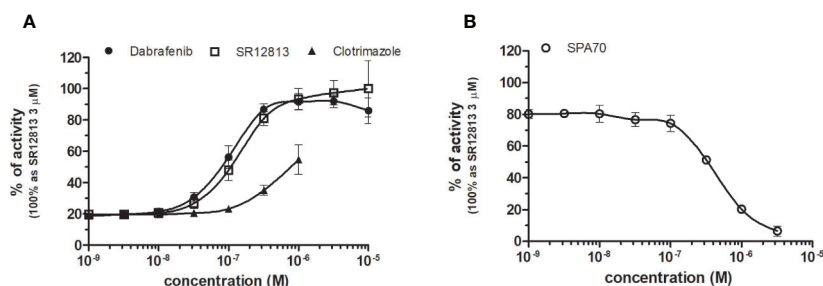 A
Dabrafenib SR12813 Clotrimazole
% of activity
(100% as SR12813 3 µM)
120
100
80
60
40
20
0
10-9 10-8 10-7 10-6 10-5
concentration (M)
B
SPA70
% of activity
(100% as SR12813 3 µM)
120
100
80
60
40
20
0
10-9 10-8 10-7 10-6 10-5
concentration (M)